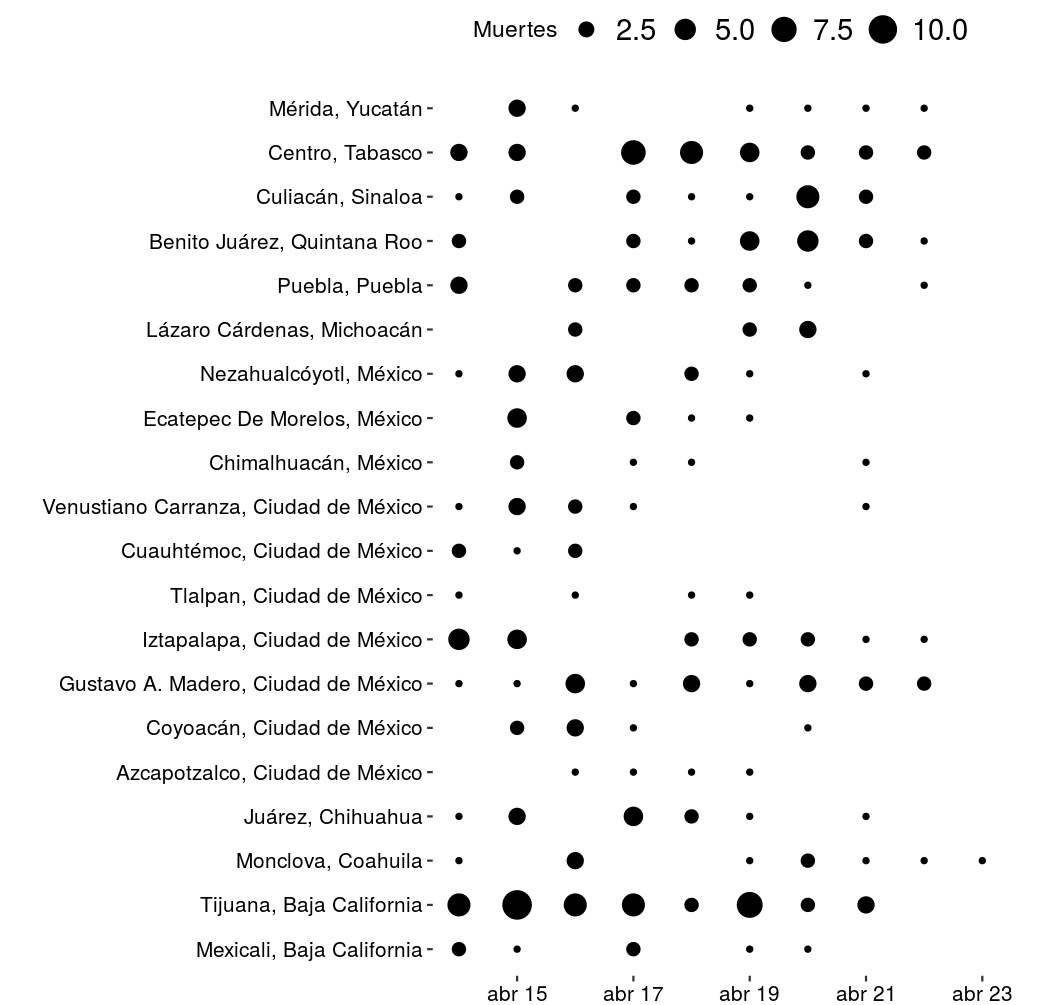 Muertes 2.5 5.0 7.5 10.0
Mérida, Yucatán
Centro, Tabasco
Culiacán, Sinaloa
Benito Juárez, Quintana Roo
Puebla, Puebla
Lázaro Cárdenas, Michoacán
Nezahualcóyotl, México
Ecatepec De Morelos, México
Chimalhuacán, México
Venustiano Carranza, Ciudad de México
Cuauhtémoc, Ciudad de México
Tlalpan, Ciudad de México
Iztapalapa, Ciudad de México
Gustavo A. Madero, Ciudad de México
Coyoacán, Ciudad de México
Azcapotzalco, Ciudad de México
Juárez, Chihuahua
Monclova, Coahuila
Tijuana, Baja California
Mexicali, Baja California
abr 15 abr 17 abr 19 abr 21 abr 23